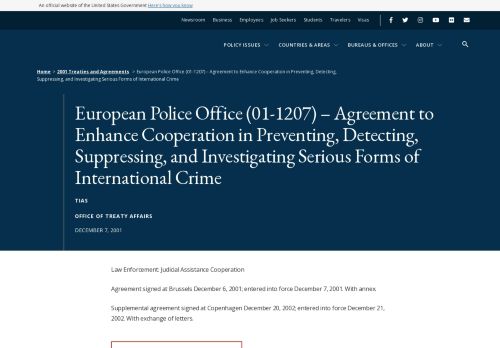 An official website of the United States Government Here's how you know
Newsroom Business Employees Job Seekers Students Travelers Visas
POLICY ISSUES COUNTRIES & AREAS BUREAUS & OFFICES ABOUT
Home > 2001 Treaties and Agreements > European Police Office (01-1207) – Agreement to Enhance Cooperation in Preventing, Detecting,
Suppressing, and Investigating Serious Forms of International Crime
European Police Office (01-1207) – Agreement to
Enhance Cooperation in Preventing, Detecting,
Suppressing, and Investigating Serious Forms of
International Crime
TIAS
OFFICE OF TREATY AFFAIRS
DECEMBER 7, 2001
Law Enforcement: Judicial Assistance Cooperation
Agreement signed at Brussels December 6, 2001; entered into force December 7, 2001. With annex.
Supplemental agreement signed at Copenhagen December 20, 2002; entered into force December 21,
2002. With exchange of letters.